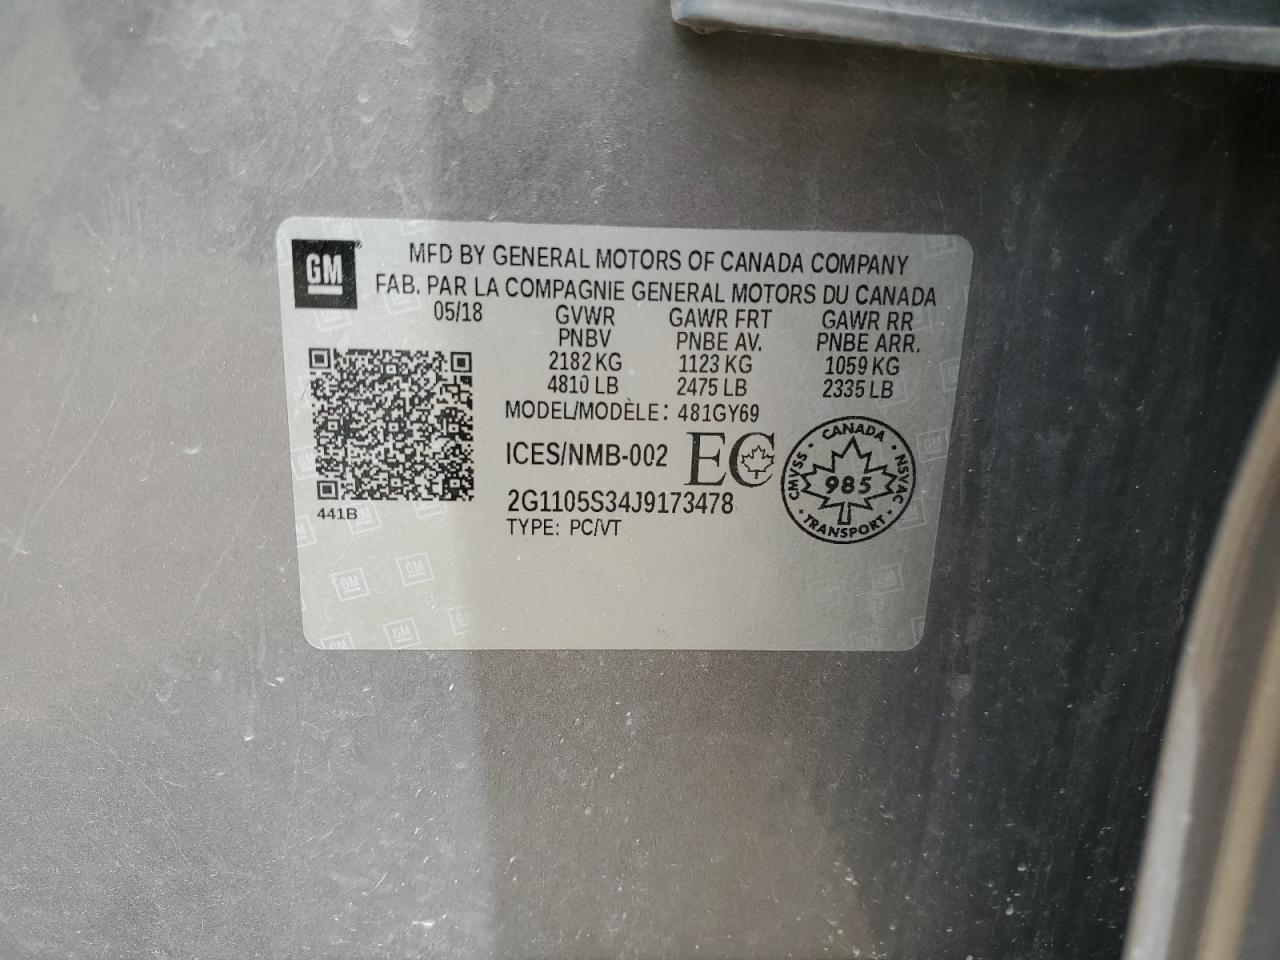 GM
MFD BY GENERAL MOTORS OF CANADA COMPANY
FAB. PAR LA COMPAGNIE GENERAL MOTORS DU CANADA
05/18 GVWR GAWR FRT GAWR RR
PNBV PNBE AV. PNBE ARR.
2182 KG 1123 KG 1059 KG
4810 LB 2475 LB 2335 LB
MODEL/MODÈLE: 481GY69
ICES/NMB-002 EC
2G1105S34J9173478
TYPE: PC/VT
441B
CANADA
CMVSS 985 NSVAC
TRANSPORT